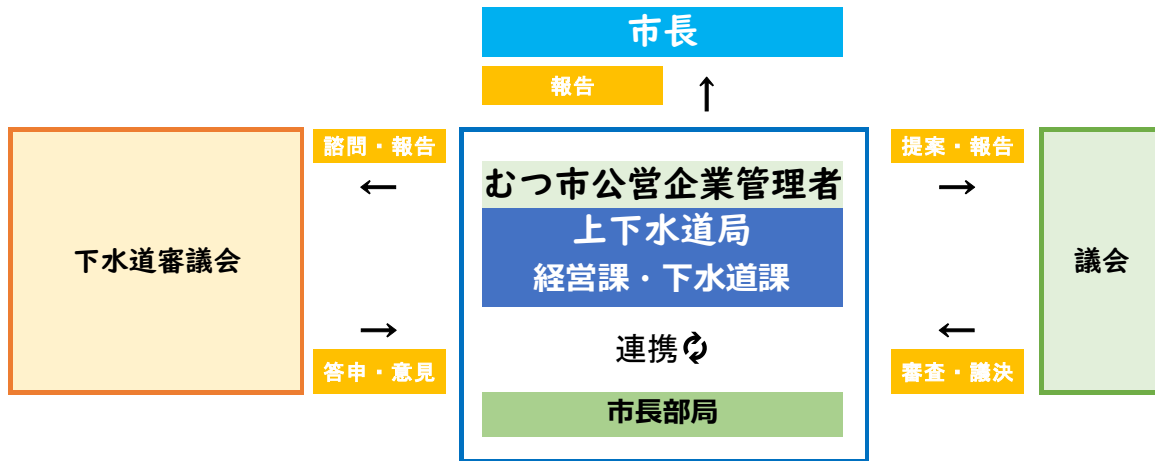 市長
報告
↑
諮問・報告
←
下水道審議会
→
答申・意見
むつ市公営企業管理者
上下水道局
経営課・下水道課
連携🗘
市長部局
提案・報告
→
議会
←
審査・議決